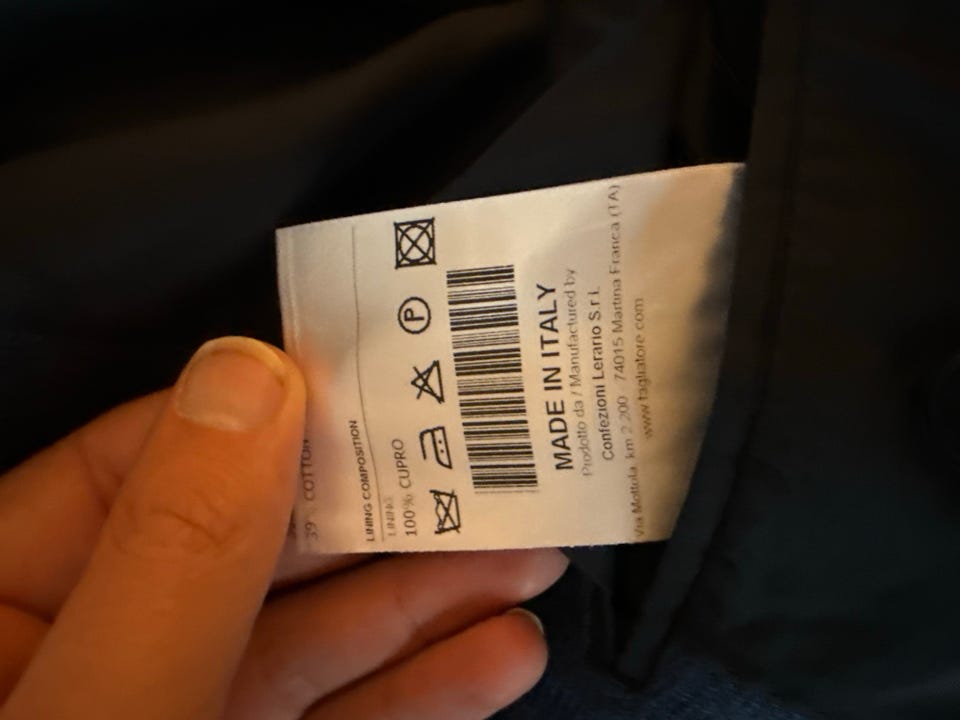 39% COTTON
LINING COMPOSITION
LINING
100% CUPRO
P
MADE IN ITALY
Prodotto da / Manufactured by
Confezioni Lerario S.r.l.
Via Mottola km 2.200 74015 Martina Franca (TA)
www.tagliatore.com